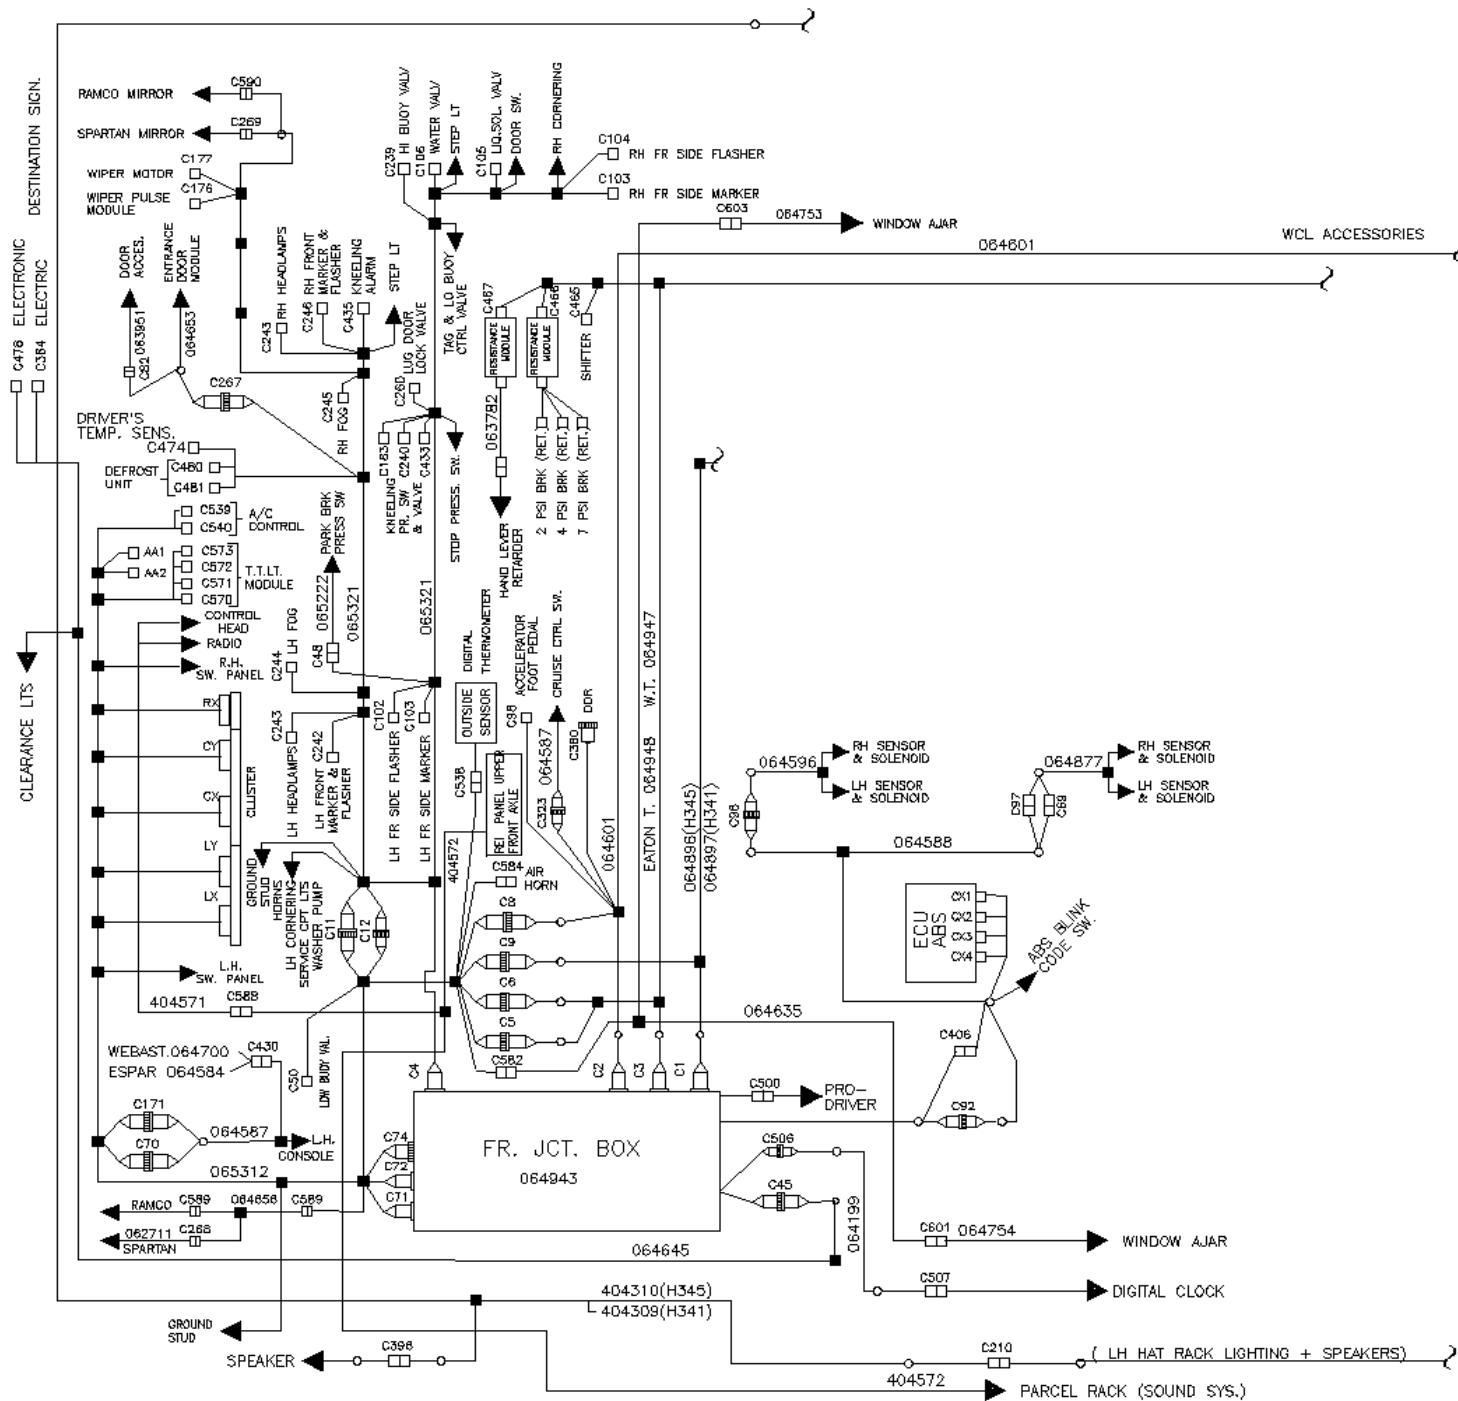 DESTINATION SIGN.
C478 ELECTRONIC
C384 ELECTRIC
RAMCO MIRROR
C590
SPARTAN MIRROR
C269
C177
WIPER MOTOR
C176
WIPER PULSE
MODULE
DOOR
ACCES.
ENTRANCE
DOOR
MODULE
063951
064653
C82
C267
C243
RH HEADLAMPS
C246
RH FRONT
MARKER &
FLASHER
C435
KNEELING
ALARM
STEP LT
C239
HI BUOY VALV
C106
WATER VALV
STEP LT
C105
LIQ.SOL. VALV
DOOR SW.
RH CORNERING
C104
RH FR SIDE FLASHER
C103
RH FR SIDE MARKER
C603
064753
WINDOW AJAR
064601
WCL ACCESSORIES
TAG & LO BUOY
CTRL VALVE
C260
LUG DOOR
LOCK VALVE
C467
RESISTANCE
MODULE
C466
RESISTANCE
MODULE
C465
SHIFTER
063782
HAND LEVER
RETARDER
2 PSI BRK (RET.)
4 PSI BRK (RET.)
7 PSI BRK (RET.)
C245
RH FOG
C163
C240
C433
KNEELING
PR. SW
& VALVE
STOP PRESS. SW.
DRIVER'S
TEMP. SENS.
C474
DEFROST
UNIT
C480
C481
C539
C540
A/C
CONTROL
AA1
AA2
C573
C572
C571
C570
T.T.LT.
MODULE
CONTROL
HEAD
RADIO
R.H.
SW. PANEL
CLEARANCE LTS
PARK BRK
PRESS SW
065222
C48
065321
065321
C244
LH FOG
C243
LH HEADLAMPS
C242
LH FRONT
MARKER &
FLASHER
C102
LH FR SIDE FLASHER
C103
LH FR SIDE MARKER
DIGITAL
THERMOMETER
OUTSIDE
SENSOR
C538
REI PANEL UPPER
FRONT AXLE
404572
C98
ACCELERATOR
FOOT PEDAL
CRUISE CTRL SW.
064587
C323
C380
DDR
064601
EATON T. 064948
W.T. 064947
064896(H345)
064897(H341)
RX
CY
CX
LY
LX
CLUSTER
GROUND
STUD
HORNS
LH CORNERING
SERVICE CPT LTS
WASHER PUMP
C11
C12
C584
AIR
HORN
C8
C9
C6
C5
C582
L.H.
SW. PANEL
404571
C588
C50
LOW BUOY VAL.
C4
C2
C3
C1
064596
RH SENSOR
& SOLENOID
LH SENSOR
& SOLENOID
C96
064877
RH SENSOR
& SOLENOID
LH SENSOR
& SOLENOID
C97
C69
064588
ECU
ABS
CX1
CX2
CX3
CX4
ABS BLINK
CODE SW.
064635
C406
C92
WEBAST.064700
ESPAR 064584
C430
C171
C70
064587
L.H.
CONSOLE
065312
C74
C72
C71
FR. JCT. BOX
064943
C500
PRO-
DRIVER
C506
C45
064199
RAMCO
C589
064656
C589
062711
SPARTAN
C268
064645
C601
064754
WINDOW AJAR
C507
DIGITAL CLOCK
404310(H345)
404309(H341)
GROUND
STUD
SPEAKER
C396
C210
( LH HAT RACK LIGHTING + SPEAKERS)
404572
PARCEL RACK (SOUND SYS.)